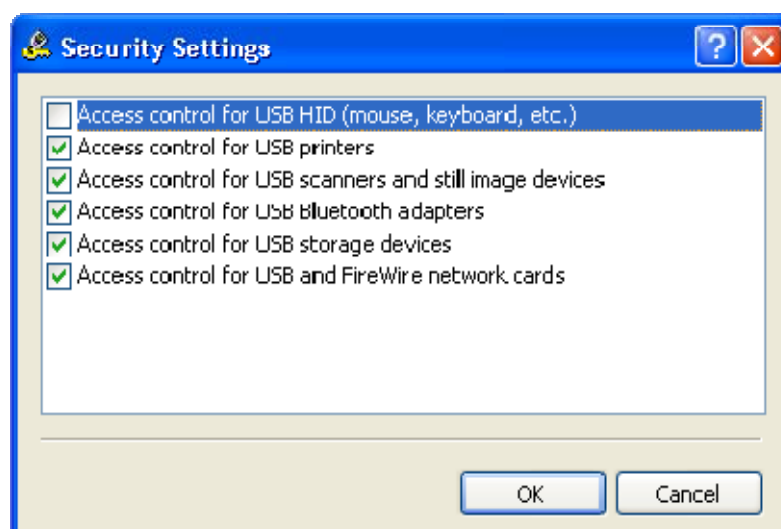 Security Settings
Access control for USB HID (mouse, keyboard, etc.)
Access control for USB printers
Access control for USB scanners and still image devices
Access control for USB Bluetooth adapters
Access control for USB storage devices
Access control for USB and FireWire network cards
OK Cancel